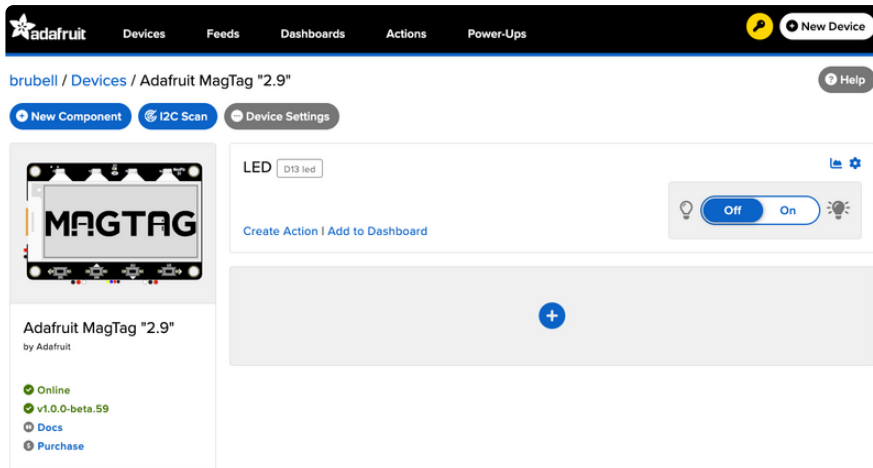 adafruit Devices Feeds Dashboards Actions Power-Ups New Device
brubell / Devices / Adafruit MagTag "2.9" Help
New Component I2C Scan Device Settings
LED D13 led
MAGTAG
Off On
Create Action | Add to Dashboard
Adafruit MagTag "2.9"
by Adafruit
Online
v1.0.0-beta.59
Docs
Purchase